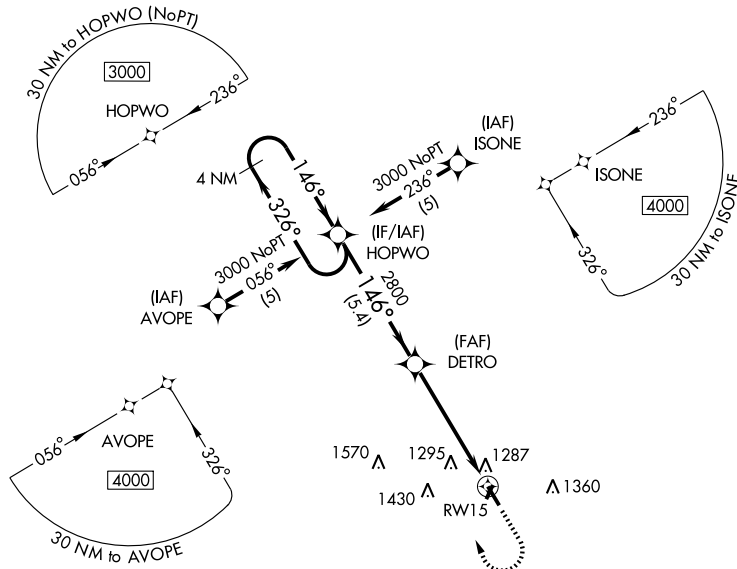 30 NM to HOPWO (NoPT)
3000
HOPWO
056°
236°
4 NM
146°
326°
(IAF)
ISONE
3000 NoPT
236°
(5)
(IF/IAF)
HOPWO
3000 NoPT
056°
(5)
(IAF)
AVOPE
2800
146°
(5.4)
(FAF)
DETRO
236°
ISONE
4000
326°
30 NM to ISONE
056°
AVOPE
326°
4000
30 NM to AVOPE
1570
1295
1287
1430
1360
RW15